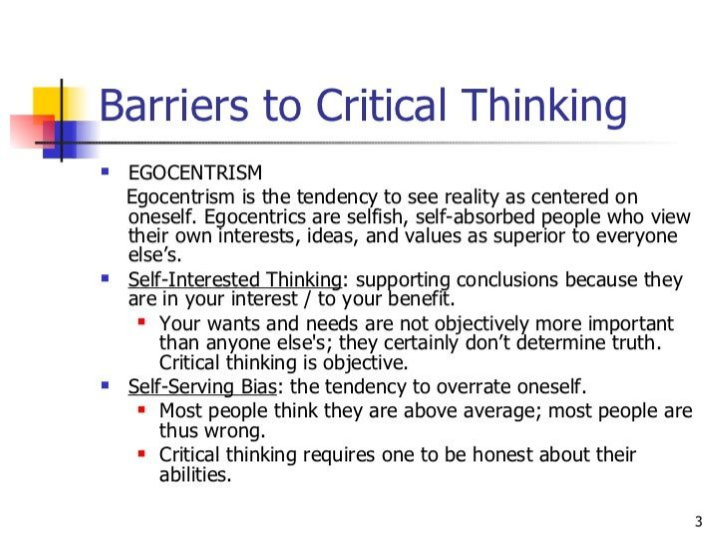 Barriers to Critical Thinking
EGOCENTRISM
Egocentrism is the tendency to see reality as centered on
oneself. Egocentrics are selfish, self-absorbed people who view
their own interests, ideas, and values as superior to everyone
else’s.
Self-Interested Thinking: supporting conclusions because they
are in your interest / to your benefit.
Your wants and needs are not objectively more important
than anyone else's; they certainly don’t determine truth.
Critical thinking is objective.
Self-Serving Bias: the tendency to overrate oneself.
Most people think they are above average; most people are
thus wrong.
Critical thinking requires one to be honest about their
abilities.
3